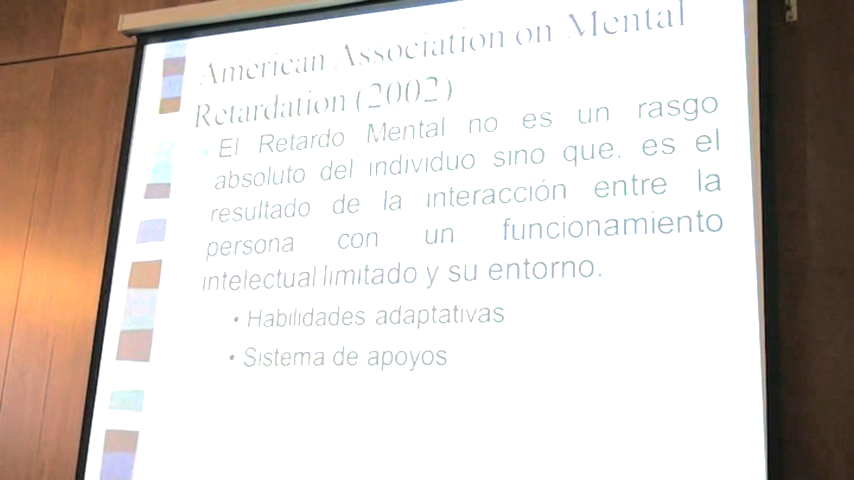 American Association on Mental
Retardation (2002)
El Retardo Mental no es un rasgo
absoluto del individuo sino que. es el
resultado de la interacción entre la
persona con un funcionamiento
intelectual limitado y su entorno.
• Habilidades adaptativas
• Sistema de apoyos